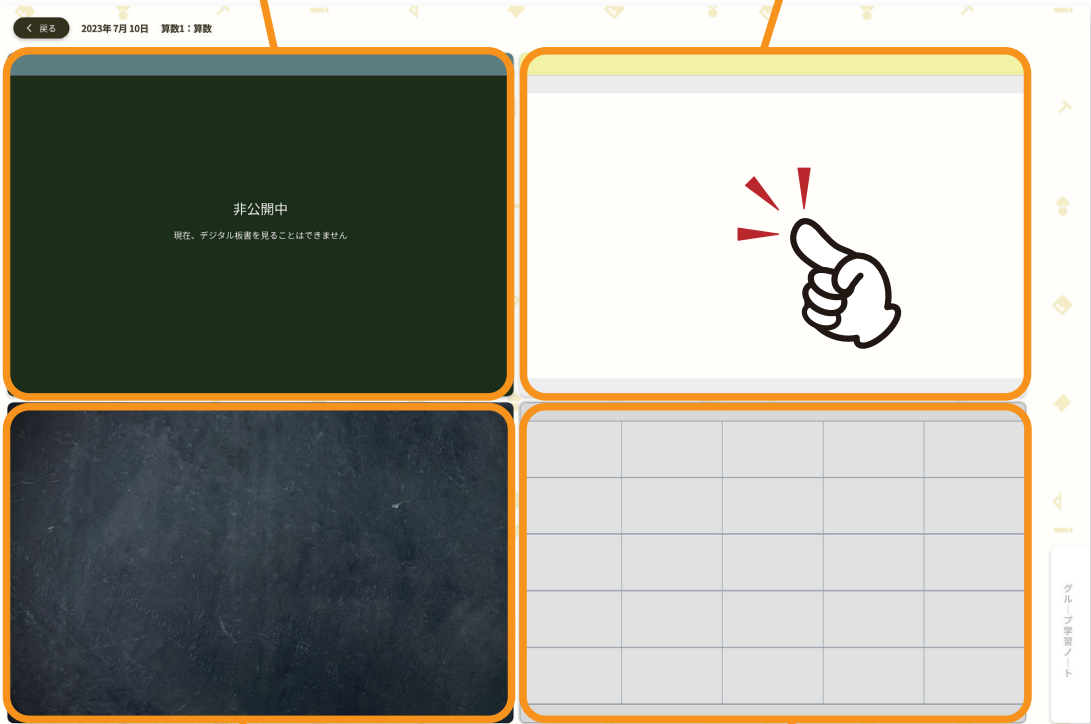 戻る 2023年7月10日 算数1：算数
非公開中
現在、デジタル板書を見ることはできません
グループ学習ノート